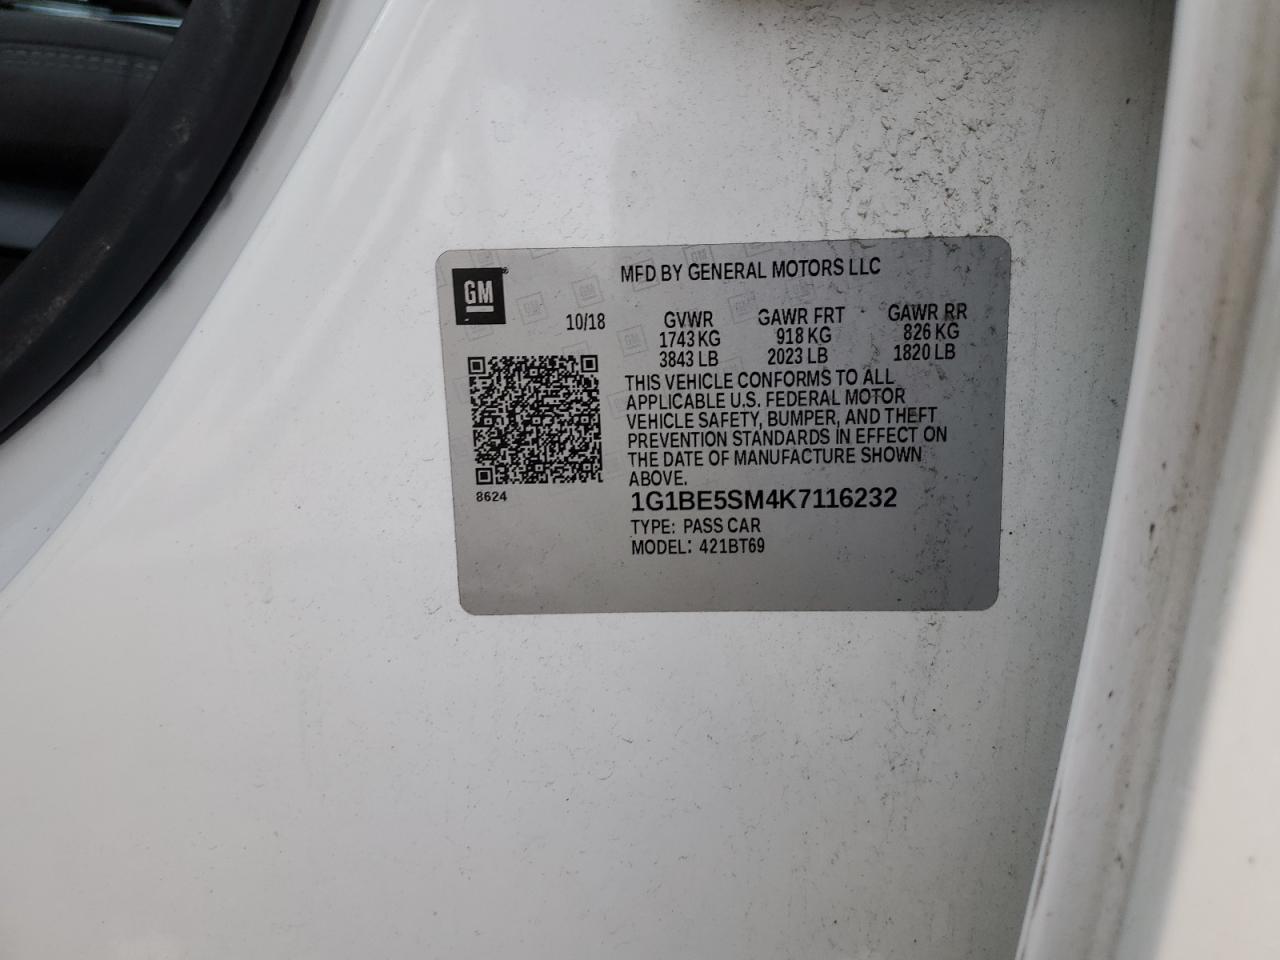 GM
MFD BY GENERAL MOTORS LLC
10/18
GVWR GAWR FRT GAWR RR
1743 KG 918 KG 826 KG
3843 LB 2023 LB 1820 LB
THIS VEHICLE CONFORMS TO ALL
APPLICABLE U.S. FEDERAL MOTOR
VEHICLE SAFETY, BUMPER, AND THEFT
PREVENTION STANDARDS IN EFFECT ON
THE DATE OF MANUFACTURE SHOWN
ABOVE.
8624
1G1BE5SM4K7116232
TYPE: PASS CAR
MODEL: 421BT69